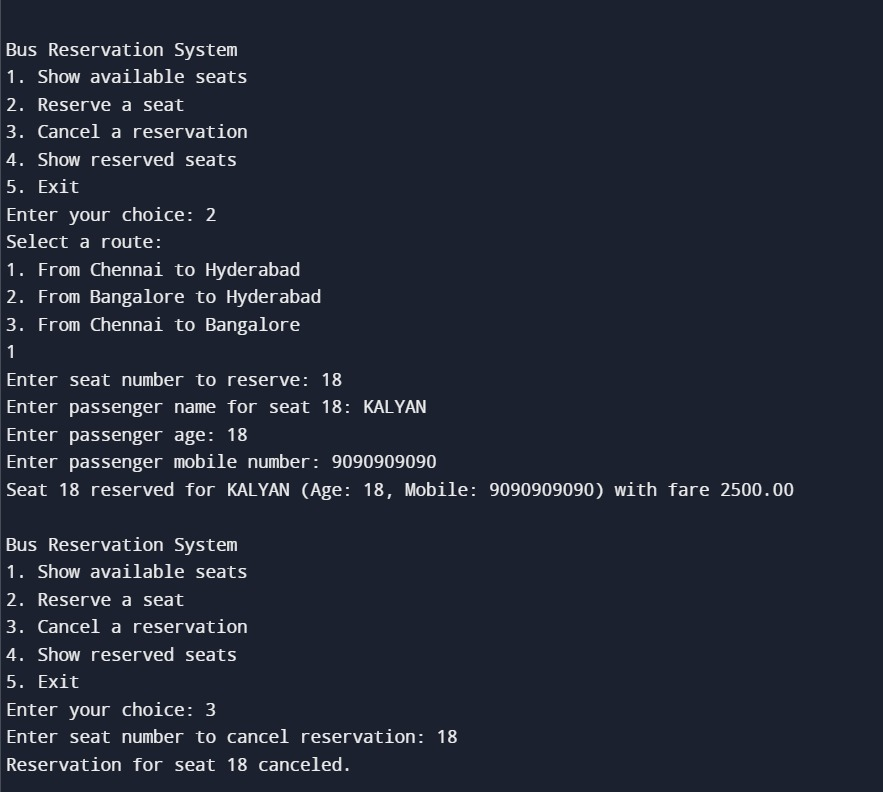 Bus Reservation System
1. Show available seats
2. Reserve a seat
3. Cancel a reservation
4. Show reserved seats
5. Exit
Enter your choice: 2
Select a route:
1. From Chennai to Hyderabad
2. From Bangalore to Hyderabad
3. From Chennai to Bangalore
1
Enter seat number to reserve: 18
Enter passenger name for seat 18: KALYAN
Enter passenger age: 18
Enter passenger mobile number: 9090909090
Seat 18 reserved for KALYAN (Age: 18, Mobile: 9090909090) with fare 2500.00
Bus Reservation System
1. Show available seats
2. Reserve a seat
3. Cancel a reservation
4. Show reserved seats
5. Exit
Enter your choice: 3
Enter seat number to cancel reservation: 18
Reservation for seat 18 canceled.